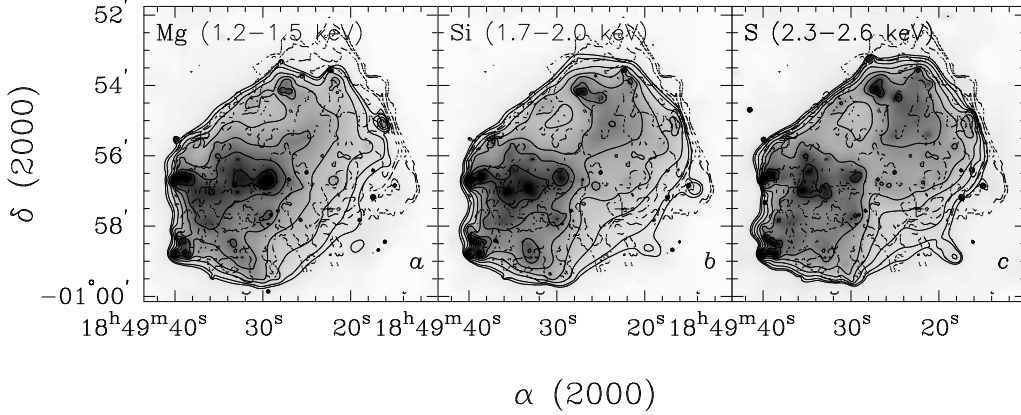 52'
54'
56'
58'
−01°00'
δ (2000)
Mg (1.2−1.5 keV)
a
Si (1.7−2.0 keV)
b
S (2.3−2.6 keV)
c
18ʰ49ᵐ40ˢ 30ˢ 20ˢ 18ʰ49ᵐ40ˢ 30ˢ 20ˢ 18ʰ49ᵐ40ˢ 30ˢ 20ˢ
α (2000)